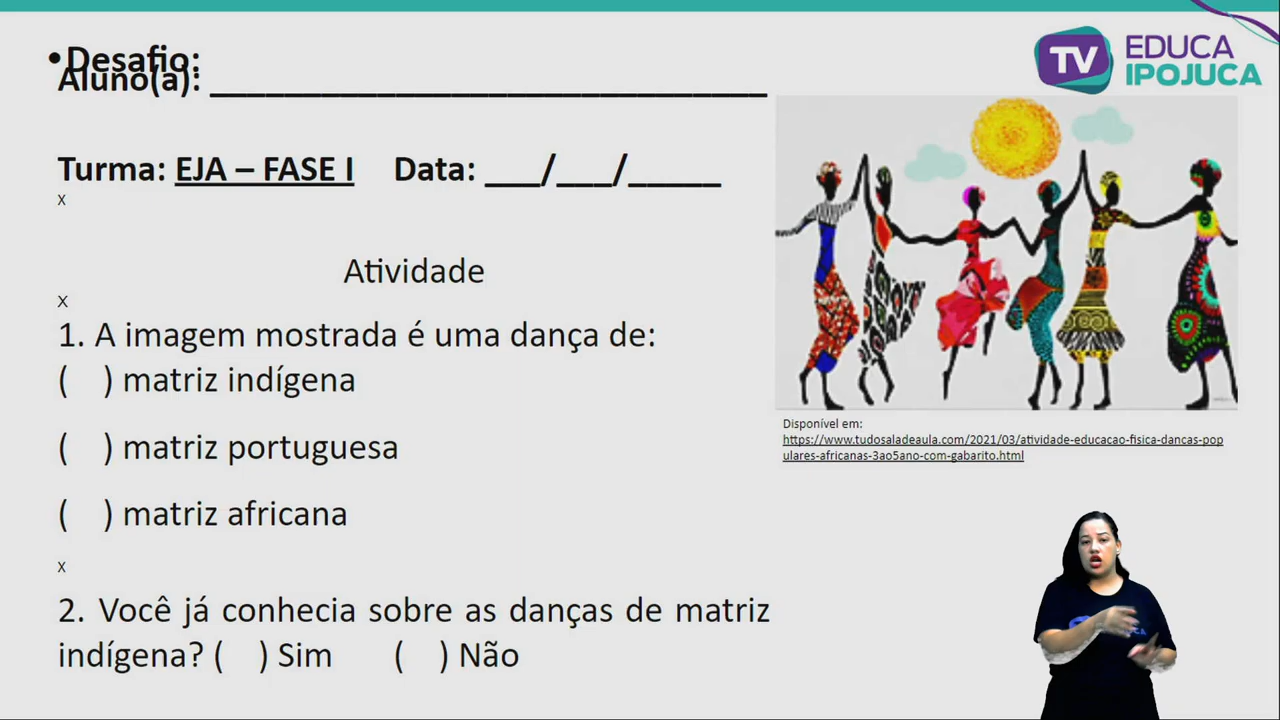 •Desafio:
Aluno(a): ______________________________
TV EDUCA
IPOJUCA
Turma: EJA – FASE I Data: ___/___/_____
x
Atividade
x
1. A imagem mostrada é uma dança de:
( ) matriz indígena
( ) matriz portuguesa
( ) matriz africana
x
2. Você já conhecia sobre as danças de matriz
indígena? ( ) Sim ( ) Não
Disponível em:
https://www.tudosaladeaula.com/2021/03/atividade-educacao-fisica-dancas-pop
ulares-africanas-3ao5ano-com-gabarito.html